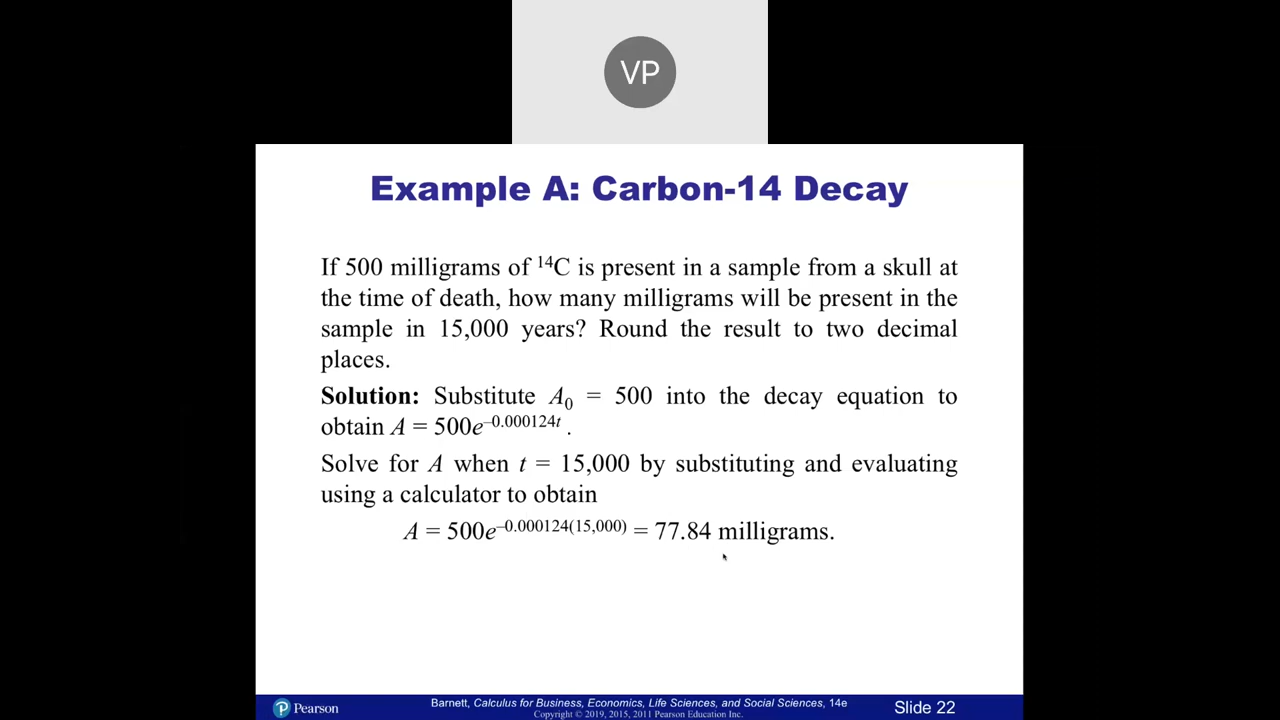 VP
Example A: Carbon-14 Decay
If 500 milligrams of ¹⁴C is present in a sample from a skull at
the time of death, how many milligrams will be present in the
sample in 15,000 years? Round the result to two decimal
places.
Solution: Substitute A₀ = 500 into the decay equation to
obtain A = 500e⁻⁰·⁰⁰⁰¹²⁴ᵗ .
Solve for A when t = 15,000 by substituting and evaluating
using a calculator to obtain
A = 500e^–0.000124(15,000) = 77.84 milligrams.
Pearson
Barnett, Calculus for Business, Economics, Life Sciences, and Social Sciences, 14e
Copyright © 2019, 2015, 2011 Pearson Education Inc.
Slide 22